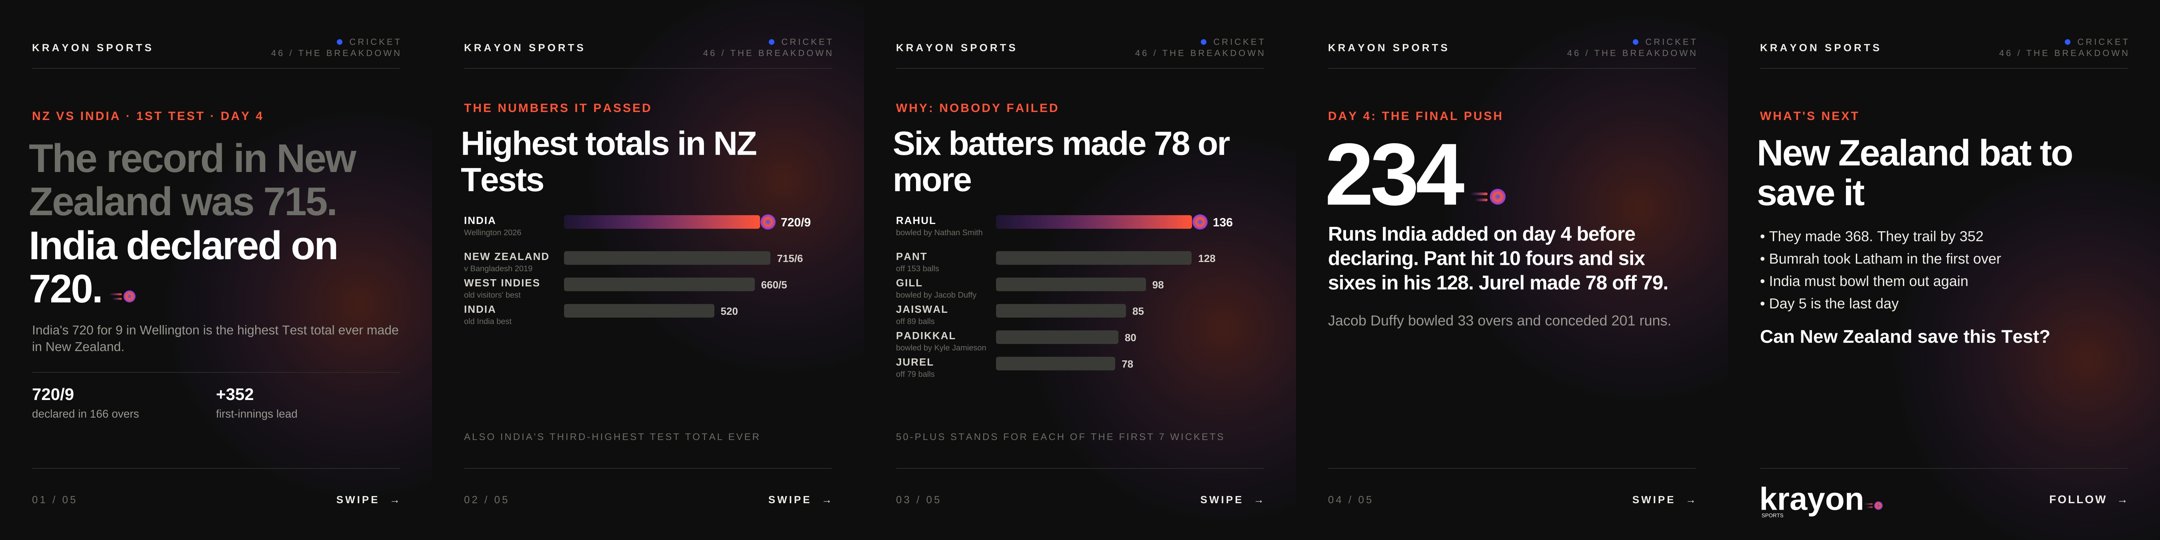 KRAYON SPORTS
CRICKET
46 / THE BREAKDOWN
NZ VS INDIA · 1ST TEST · DAY 4
The record in New
Zealand was 715.
India declared on
720.
India's 720 for 9 in Wellington is the highest Test total ever made
in New Zealand.
720/9
declared in 166 overs
+352
first-innings lead
01 / 05
SWIPE →
KRAYON SPORTS
CRICKET
46 / THE BREAKDOWN
THE NUMBERS IT PASSED
Highest totals in NZ
Tests
INDIA
Wellington 2026
720/9
NEW ZEALAND
v Bangladesh 2019
715/6
WEST INDIES
old visitors' best
660/5
INDIA
old India best
520
ALSO INDIA'S THIRD-HIGHEST TEST TOTAL EVER
02 / 05
SWIPE →
KRAYON SPORTS
CRICKET
46 / THE BREAKDOWN
WHY: NOBODY FAILED
Six batters made 78 or
more
RAHUL
bowled by Nathan Smith
136
PANT
off 153 balls
128
GILL
bowled by Jacob Duffy
98
JAISWAL
off 89 balls
85
PADIKKAL
bowled by Kyle Jamieson
80
JUREL
off 79 balls
78
50-PLUS STANDS FOR EACH OF THE FIRST 7 WICKETS
03 / 05
SWIPE →
KRAYON SPORTS
CRICKET
46 / THE BREAKDOWN
DAY 4: THE FINAL PUSH
234
Runs India added on day 4 before
declaring. Pant hit 10 fours and six
sixes in his 128. Jurel made 78 off 79.
Jacob Duffy bowled 33 overs and conceded 201 runs.
04 / 05
SWIPE →
KRAYON SPORTS
CRICKET
46 / THE BREAKDOWN
WHAT'S NEXT
New Zealand bat to
save it
• They made 368. They trail by 352
• Bumrah took Latham in the first over
• India must bowl them out again
• Day 5 is the last day
Can New Zealand save this Test?
krayon
SPORTS
FOLLOW →